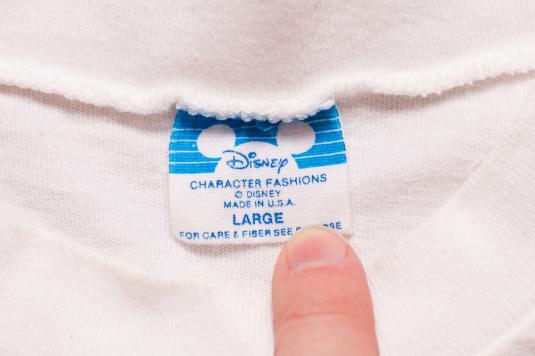 Disney
CHARACTER FASHIONS
© DISNEY
MADE IN U.S.A.
LARGE
FOR CARE & FIBER SEE